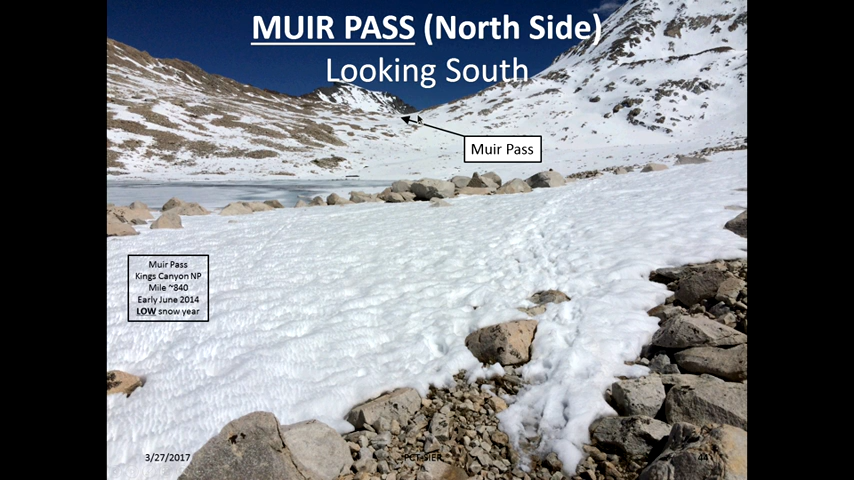 MUIR PASS (North Side)
Looking South
Muir Pass
Muir Pass
Kings Canyon NP
Mile ~840
Early June 2014
LOW snow year
3/27/2017
PCT-SIER
44